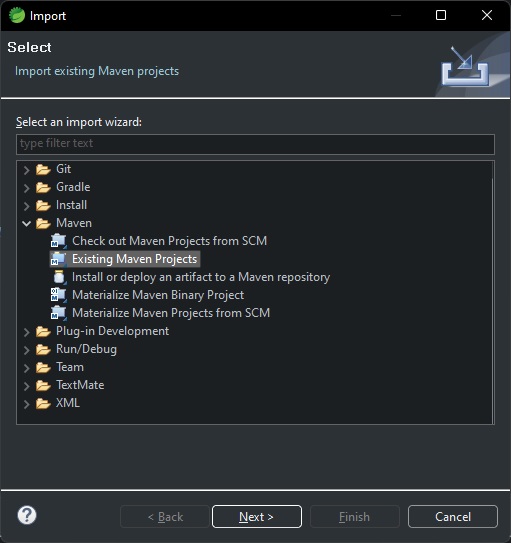 Import
Select
Import existing Maven projects
Select an import wizard:
type filter text
Git
Gradle
Install
Maven
Check out Maven Projects from SCM
Existing Maven Projects
Install or deploy an artifact to a Maven repository
Materialize Maven Binary Project
Materialize Maven Projects from SCM
Plug-in Development
Run/Debug
Team
TextMate
XML
? < Back Next > Finish Cancel